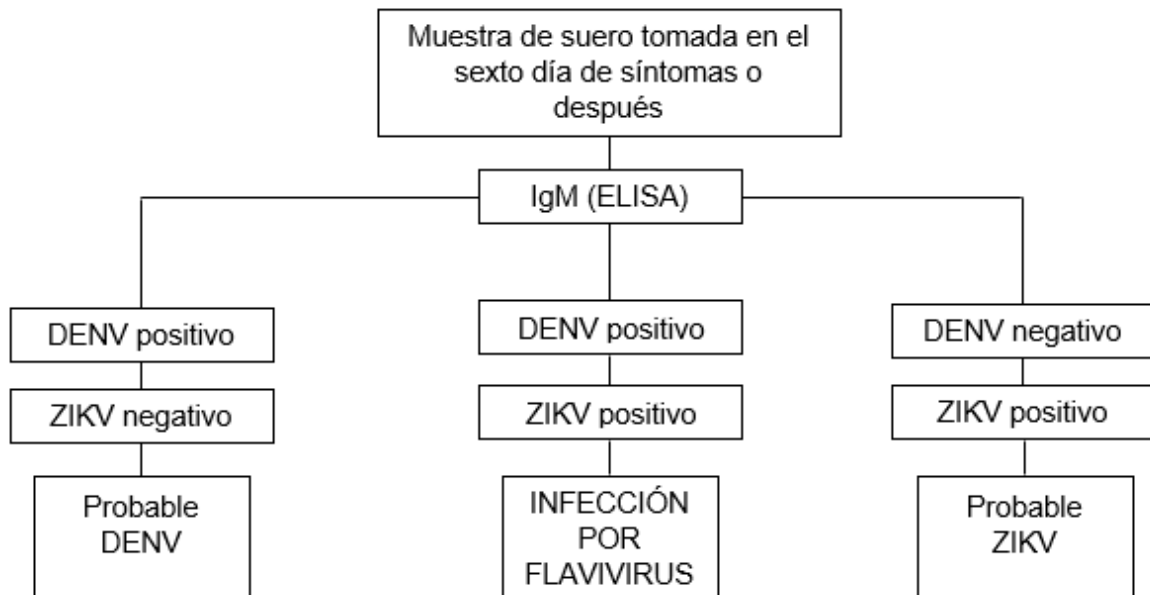 Muestra de suero tomada en el
sexto día de síntomas o
después
IgM (ELISA)
DENV positivo
ZIKV negativo
Probable
DENV
DENV positivo
ZIKV positivo
INFECCIÓN
POR
FLAVIVIRUS
DENV negativo
ZIKV positivo
Probable
ZIKV